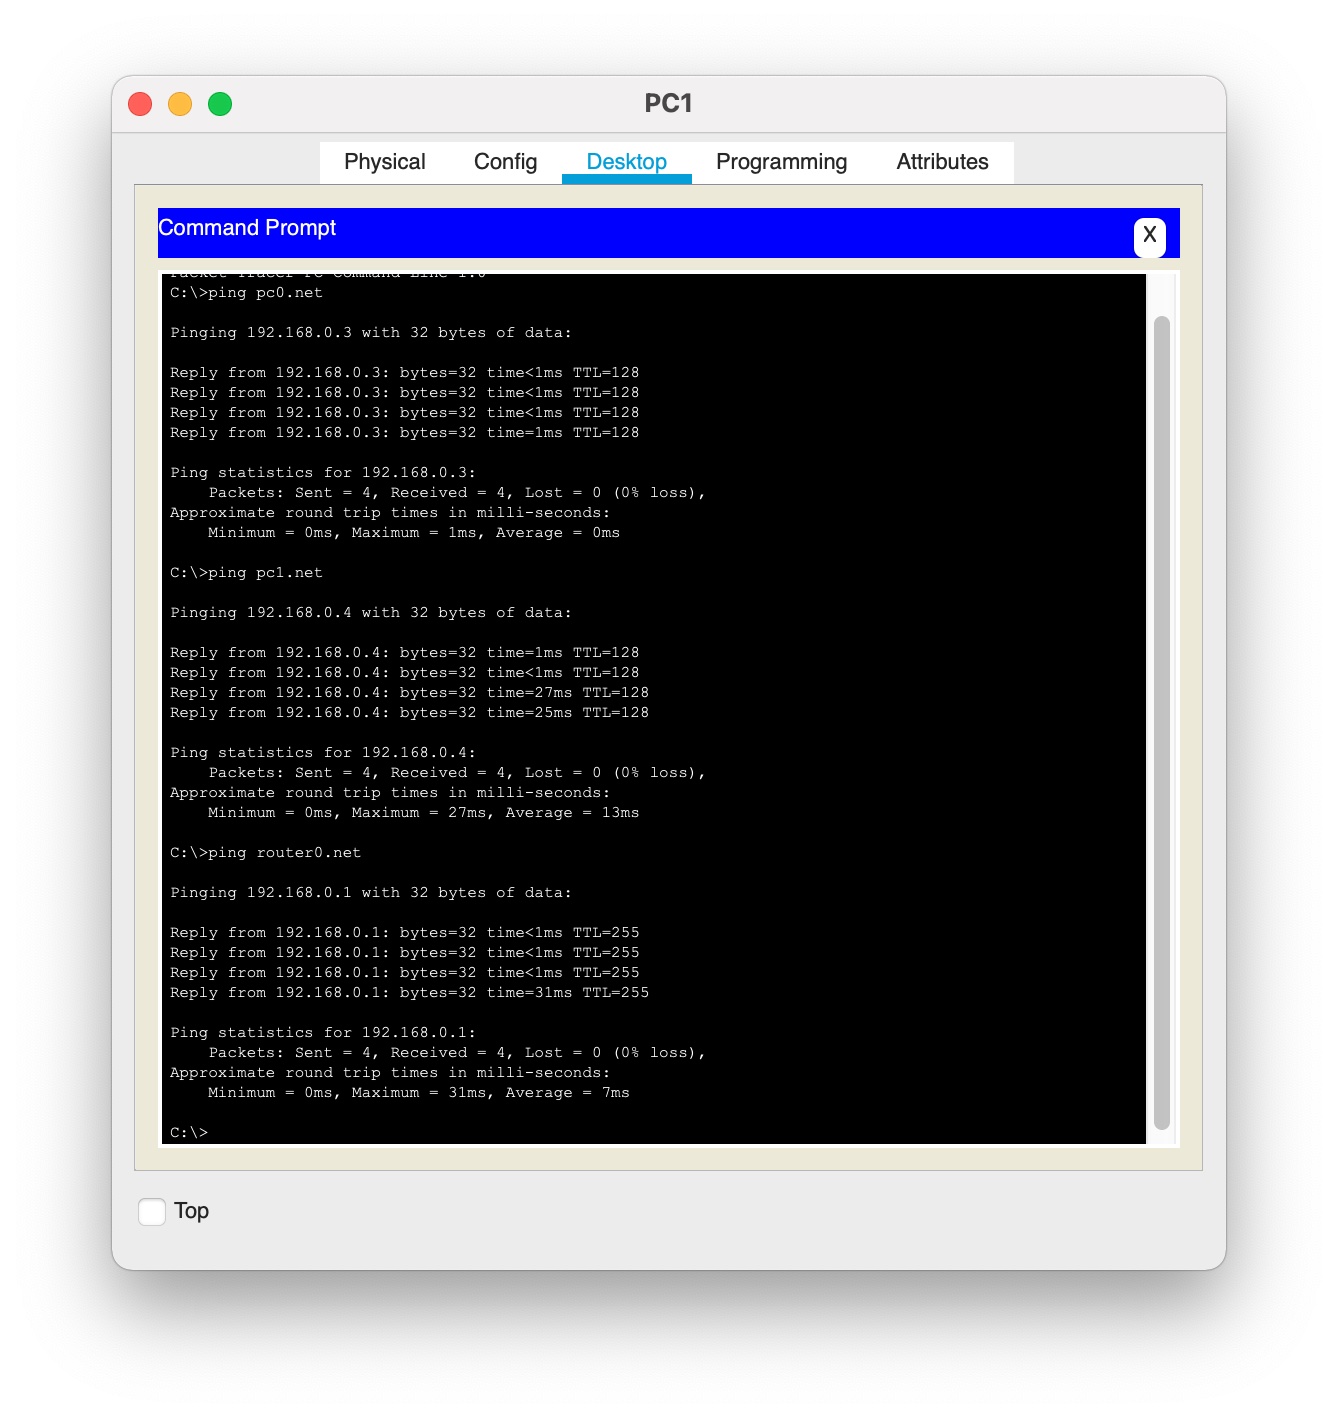 PC1
Physical Config Desktop Programming Attributes
Command Prompt
X
Packet Tracer PC Command Line 1.0
C:\>ping pc0.net
Pinging 192.168.0.3 with 32 bytes of data:
Reply from 192.168.0.3: bytes=32 time<1ms TTL=128
Reply from 192.168.0.3: bytes=32 time<1ms TTL=128
Reply from 192.168.0.3: bytes=32 time<1ms TTL=128
Reply from 192.168.0.3: bytes=32 time=1ms TTL=128
Ping statistics for 192.168.0.3:
Packets: Sent = 4, Received = 4, Lost = 0 (0% loss),
Approximate round trip times in milli-seconds:
Minimum = 0ms, Maximum = 1ms, Average = 0ms
C:\>ping pc1.net
Pinging 192.168.0.4 with 32 bytes of data:
Reply from 192.168.0.4: bytes=32 time=1ms TTL=128
Reply from 192.168.0.4: bytes=32 time<1ms TTL=128
Reply from 192.168.0.4: bytes=32 time=27ms TTL=128
Reply from 192.168.0.4: bytes=32 time=25ms TTL=128
Ping statistics for 192.168.0.4:
Packets: Sent = 4, Received = 4, Lost = 0 (0% loss),
Approximate round trip times in milli-seconds:
Minimum = 0ms, Maximum = 27ms, Average = 13ms
C:\>ping router0.net
Pinging 192.168.0.1 with 32 bytes of data:
Reply from 192.168.0.1: bytes=32 time<1ms TTL=255
Reply from 192.168.0.1: bytes=32 time<1ms TTL=255
Reply from 192.168.0.1: bytes=32 time<1ms TTL=255
Reply from 192.168.0.1: bytes=32 time=31ms TTL=255
Ping statistics for 192.168.0.1:
Packets: Sent = 4, Received = 4, Lost = 0 (0% loss),
Approximate round trip times in milli-seconds:
Minimum = 0ms, Maximum = 31ms, Average = 7ms
C:\>
Top